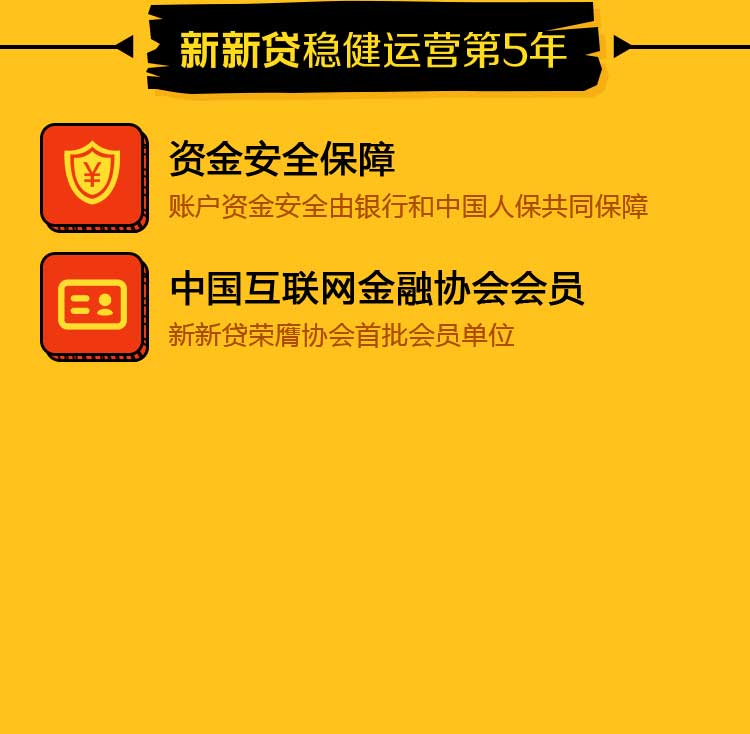 新新贷稳健运营第5年
¥
资金安全保障
账户资金安全由银行和中国人保共同保障
中国互联网金融协会会员
新新贷荣膺协会首批会员单位